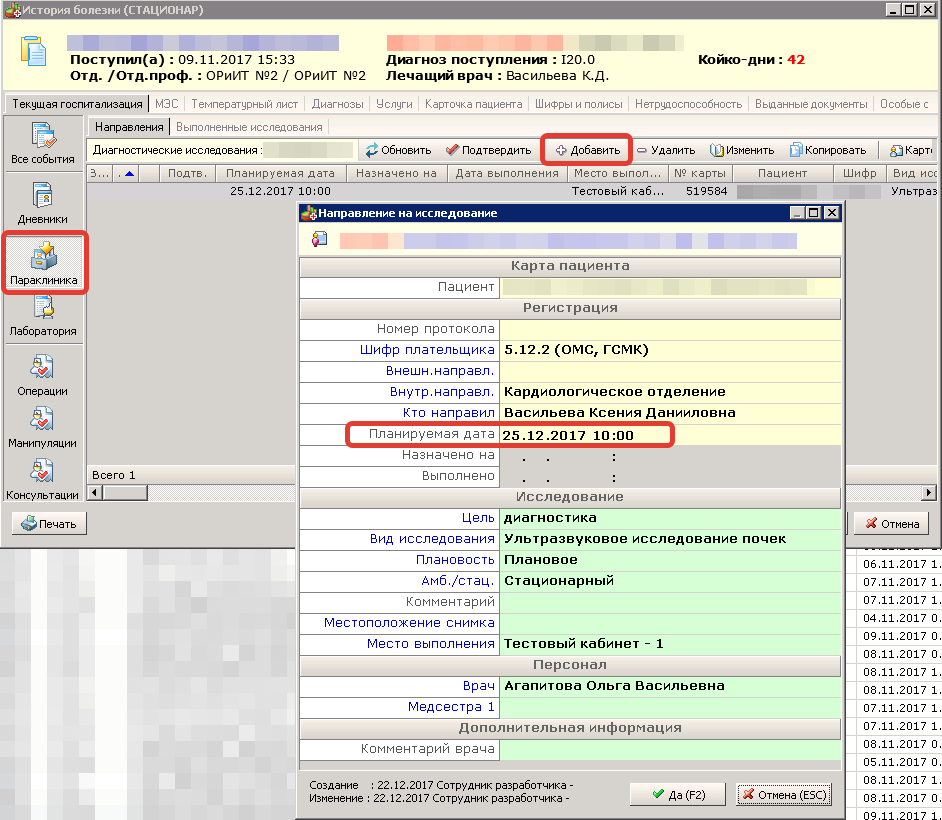 История болезни (СТАЦИОНАР)
Поступил(а) : 09.11.2017 15:33
Диагноз поступления : I20.0
Койко-дни : 42
Отд. /Отд.проф. : ОРиИТ №2 / ОРиИТ №2
Лечащий врач : Васильева К.Д.
Текущая госпитализация
МЭС
Температурный лист
Диагнозы
Услуги
Карточка пациента
Шифры и полисы
Нетрудоспособность
Выданные документы
Особые с
Все события
Дневники
Параклиника
Лаборатория
Операции
Манипуляции
Консультации
Направления
Выполненные исследования
Диагностические исследования :
Обновить
Подтвердить
Добавить
Удалить
Изменить
Копировать
Карт
З...
.
Подтв.
Планируемая дата
Назначено на
Дата выполнения
Место выпол...
№ карты
Пациент
Шифр
Вид исс
25.12.2017 10:00
Тестовый каб...
519584
Ультраз
Всего 1
Печать
Отмена
Направление на исследование
Карта пациента
Пациент
Регистрация
Номер протокола
Шифр плательщика 5.12.2 (ОМС, ГСМК)
Внешн.направл.
Внутр.направл. Кардиологическое отделение
Кто направил Васильева Ксения Данииловна
Планируемая дата 25.12.2017 10:00
Назначено на . . :
Выполнено . . :
Исследование
Цель диагностика
Вид исследования Ультразвуковое исследование почек
Плановость Плановое
Амб./стац. Стационарный
Комментарий
Местоположение снимка
Место выполнения Тестовый кабинет - 1
Персонал
Врач Агапитова Ольга Васильевна
Медсестра 1
Дополнительная информация
Комментарий врача
Создание : 22.12.2017 Сотрудник разработчика -
Изменение : 22.12.2017 Сотрудник разработчика -
Да (F2)
Отмена (ESC)
06.11.2017 1.
07.11.2017 1.
07.11.2017 1.
04.11.2017 0.
09.11.2017 0.
08.11.2017 0.
08.11.2017 1.
08.11.2017 1.
07.11.2017 1.
07.11.2017 1.
08.11.2017 0.
05.11.2017 0.
08.11.2017 1.
08.11.2017 0.
09.11.2017 1.